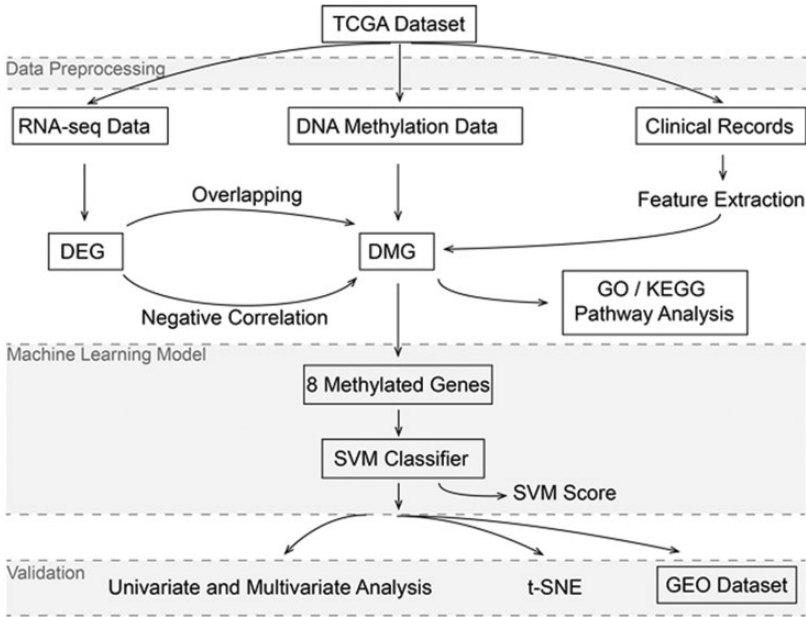 TCGA Dataset
Data Preprocessing
RNA-seq Data
DNA Methylation Data
Clinical Records
Overlapping
Feature Extraction
DEG
DMG
GO / KEGG
Pathway Analysis
Negative Correlation
Machine Learning Model
8 Methylated Genes
SVM Classifier
SVM Score
Validation
Univariate and Multivariate Analysis
t-SNE
GEO Dataset